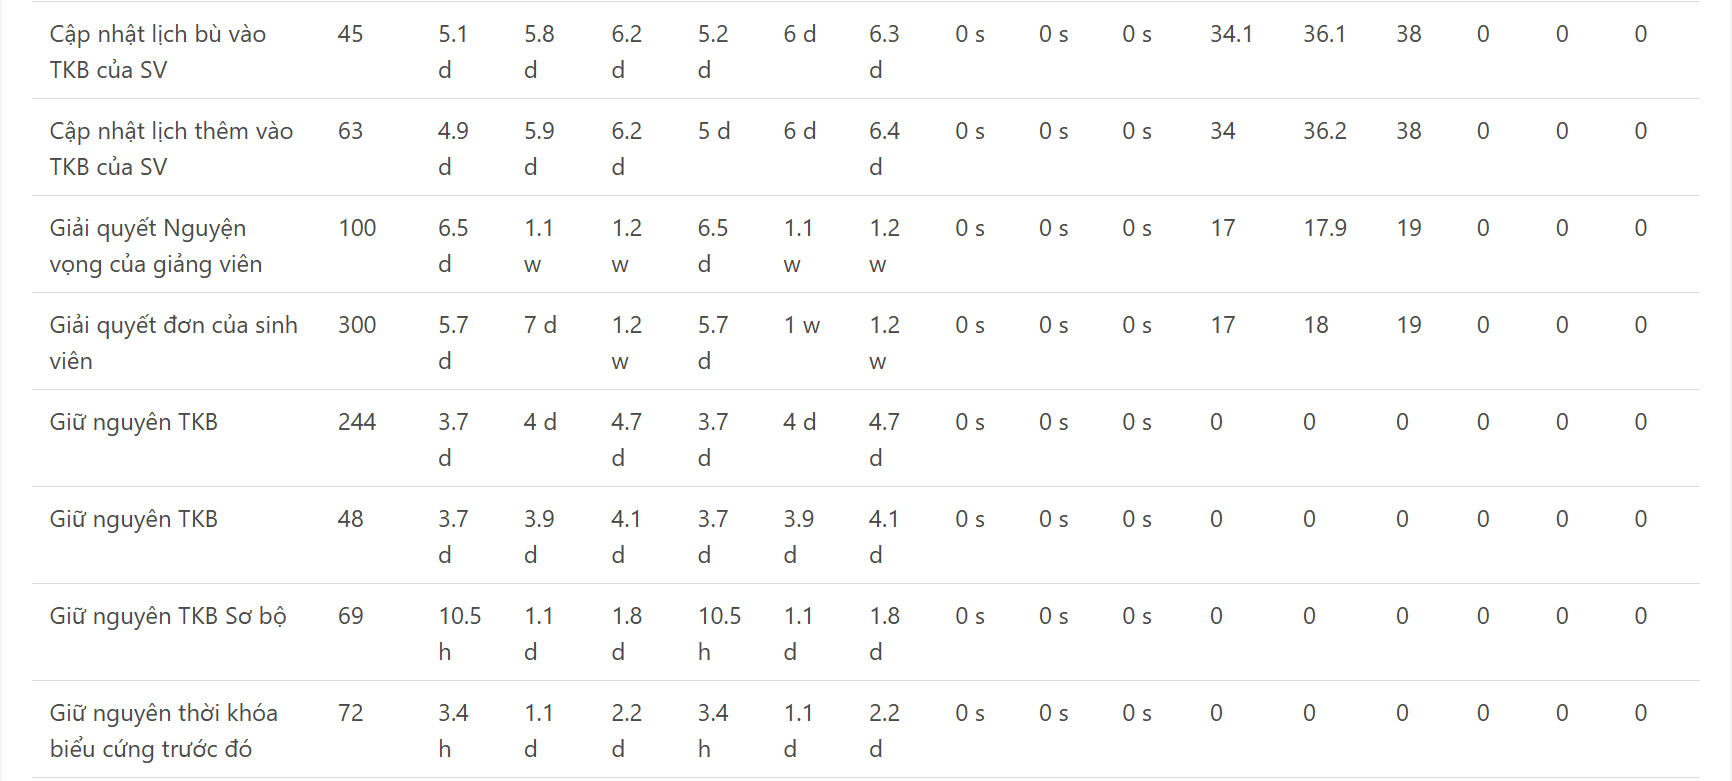 Cập nhật lịch bù vào 45 5.1 5.8 6.2 5.2 6 d 6.3 0 s 0 s 0 s 34.1 36.1 38 0 0 0
TKB của SV d d d d d
Cập nhật lịch thêm vào 63 4.9 5.9 6.2 5 d 6 d 6.4 0 s 0 s 0 s 34 36.2 38 0 0 0
TKB của SV d d d d
Giải quyết Nguyện 100 6.5 1.1 1.2 6.5 1.1 1.2 0 s 0 s 0 s 17 17.9 19 0 0 0
vọng của giảng viên d w w d w w
Giải quyết đơn của sinh 300 5.7 7 d 1.2 5.7 1 w 1.2 0 s 0 s 0 s 17 18 19 0 0 0
viên d w d w
Giữ nguyên TKB 244 3.7 4 d 4.7 3.7 4 d 4.7 0 s 0 s 0 s 0 0 0 0 0 0
d d d d
Giữ nguyên TKB 48 3.7 3.9 4.1 3.7 3.9 4.1 0 s 0 s 0 s 0 0 0 0 0 0
d d d d d d
Giữ nguyên TKB Sơ bộ 69 10.5 1.1 1.8 10.5 1.1 1.8 0 s 0 s 0 s 0 0 0 0 0 0
h d d h d d
Giữ nguyên thời khóa 72 3.4 1.1 2.2 3.4 1.1 2.2 0 s 0 s 0 s 0 0 0 0 0 0
biểu cứng trước đó h d d h d d